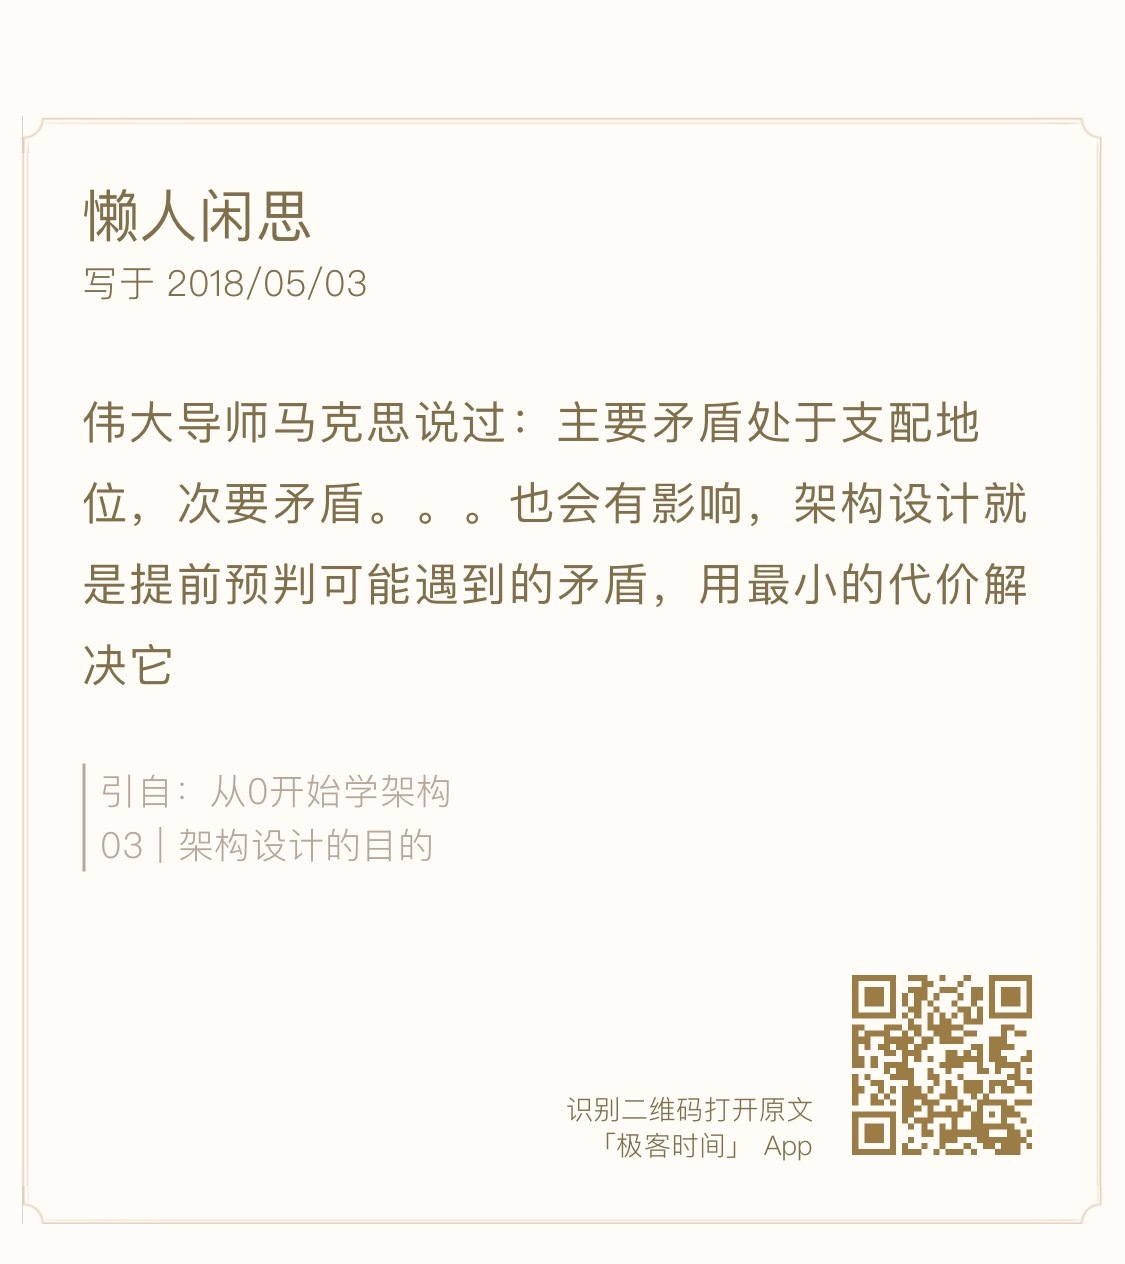 懒人闲思
写于 2018/05/03
伟大导师马克思说过：主要矛盾处于支配地
位，次要矛盾。。。也会有影响，架构设计就
是提前预判可能遇到的矛盾，用最小的代价解
决它
引自：从0开始学架构
03 | 架构设计的目的
识别二维码打开原文
「极客时间」 App